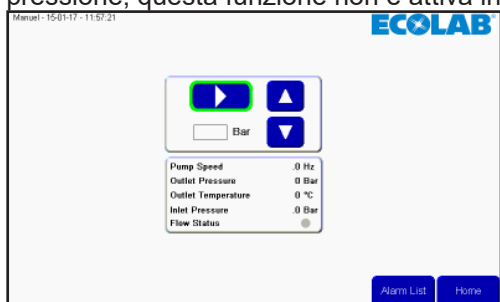 pressione, questa funzione non è attiva in
Manuel - 16-01-17 - 11:57:21
ECOLAB
Bar
Pump Speed .0 Hz
Outlet Pressure 0 Bar
Outlet Temperature 0 °C
Inlet Pressure .0 Bar
Flow Status
Alarm List Home